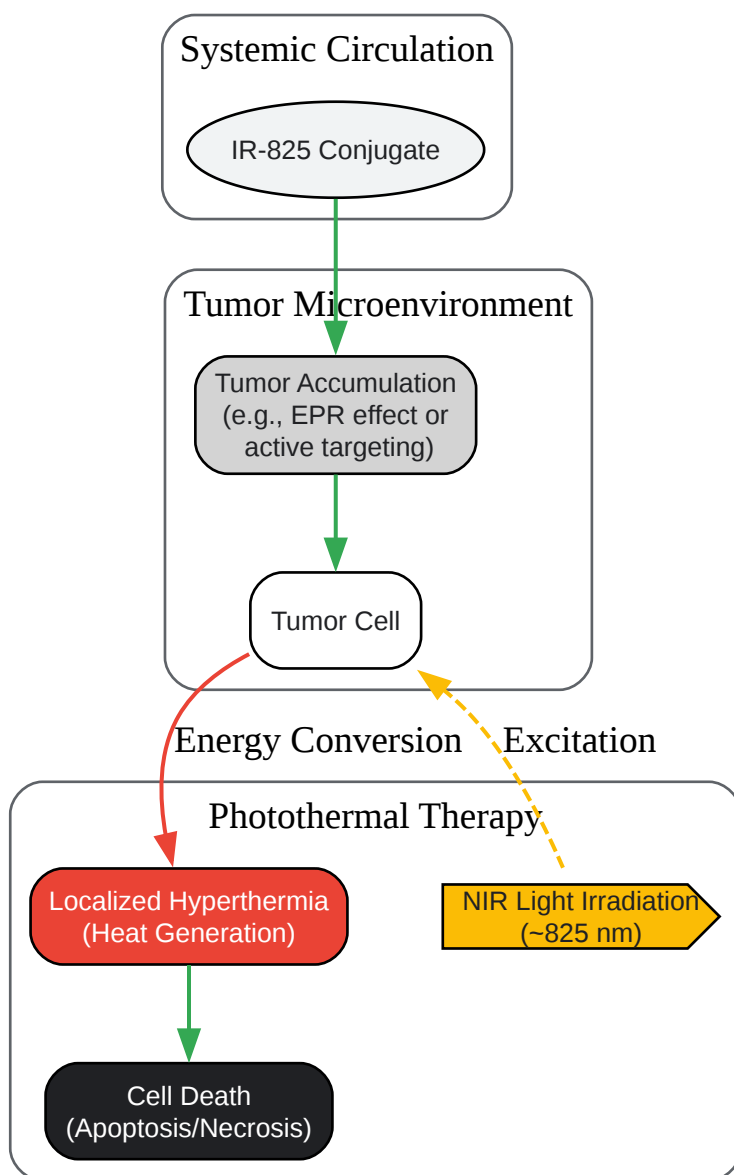 Systemic Circulation
IR-825 Conjugate
Tumor Microenvironment
Tumor Accumulation
(e.g., EPR effect or
active targeting)
Tumor Cell
Energy Conversion
Excitation
Photothermal Therapy
Localized Hyperthermia
(Heat Generation)
NIR Light Irradiation
(~825 nm)
Cell Death
(Apoptosis/Necrosis)